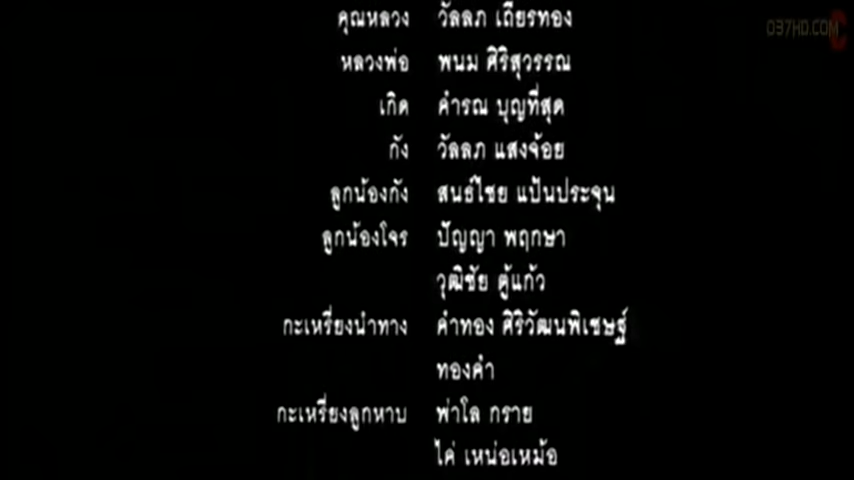 037HD.COM
คุณหลวง วัลลภ เถียรทอง
หลวงพ่อ พนม ศิริสุวรรณ
เกิด คำรณ บุญที่สุด
กัง วัลลภ แสงจ้อย
ลูกน้องกัง สนธ์ไชย แป้นประจุน
ลูกน้องโจร ปัญญา พฤกษา
วุฒิชัย ตู้แก้ว
กะเหรี่ยงนำทาง คำทอง ศิริวัฒนพิเชษฐ์
ทองคำ
กะเหรี่ยงลูกหาบ พ่าโล กราย
ไค่ เหน่อเหม้อ